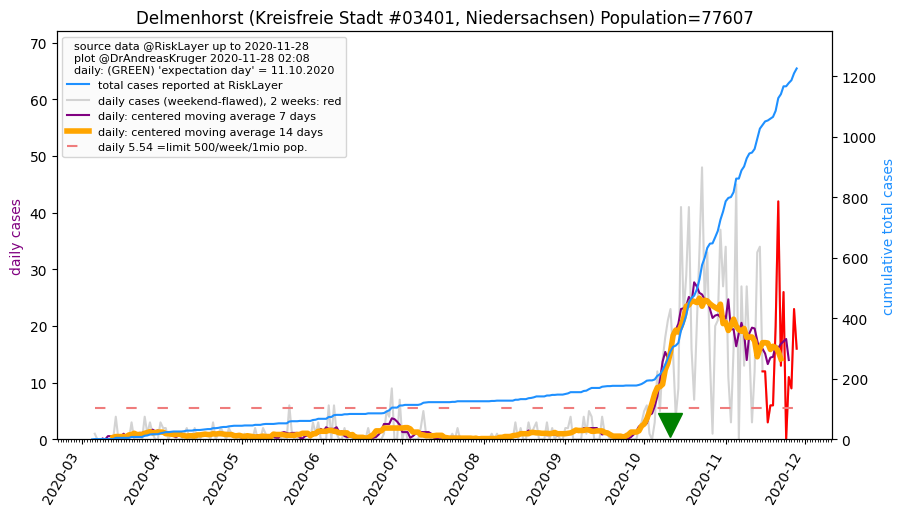 Delmenhorst (Kreisfreie Stadt #03401, Niedersachsen) Population=77607
source data @RiskLayer up to 2020-11-28
plot @DrAndreasKruger 2020-11-28 02:08
daily: (GREEN) 'expectation day' = 11.10.2020
total cases reported at RiskLayer
daily cases (weekend-flawed), 2 weeks: red
daily: centered moving average 7 days
daily: centered moving average 14 days
daily 5.54 =limit 500/week/1mio pop.
daily cases
70
60
50
40
30
20
10
0
1200
1000
800
600
400
200
0
cumulative total cases
2020-03
2020-04
2020-05
2020-06
2020-07
2020-08
2020-09
2020-10
2020-11
2020-12